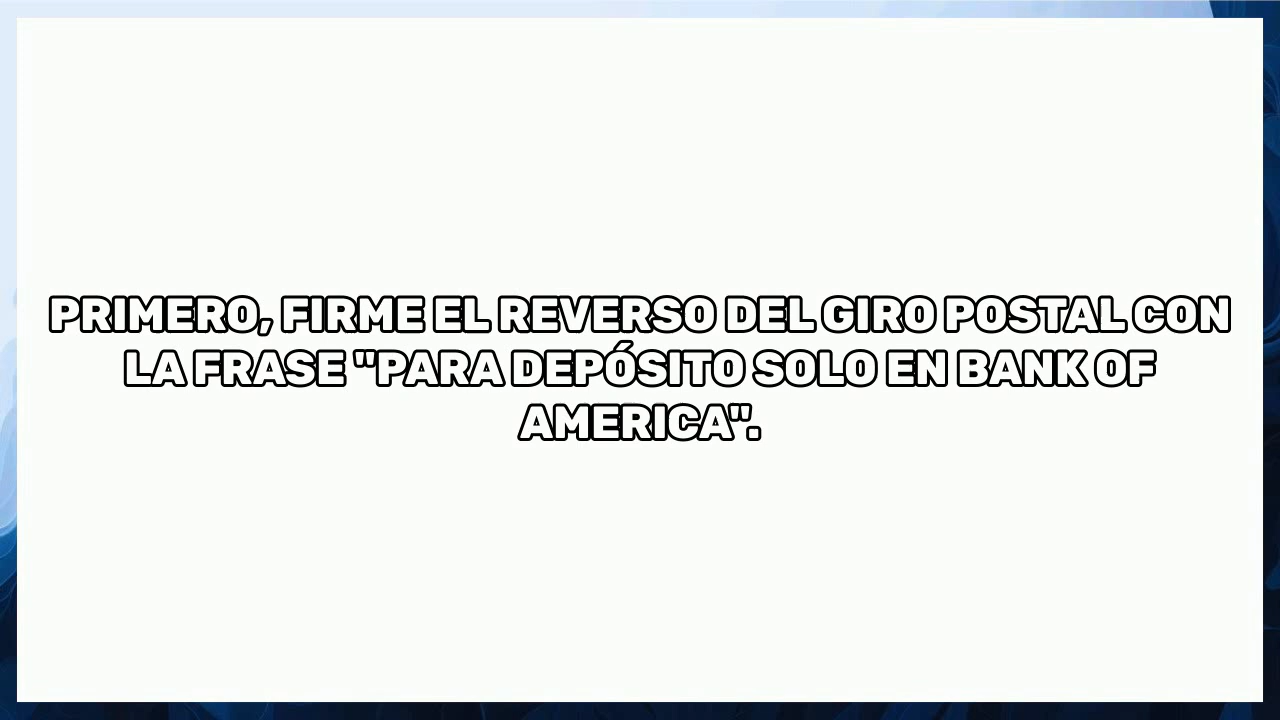 PRIMERO, FIRME EL REVERSO DEL GIRO POSTAL CON
LA FRASE "PARA DEPÓSITO SOLO EN BANK OF
AMERICA".